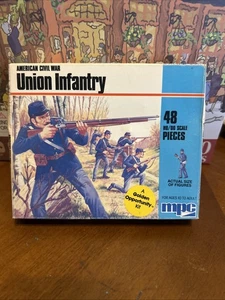 AMERICAN CIVIL WAR
Union Infantry
48
HO/OO SCALE
PIECES
ACTUAL SIZE
OF FIGURES
A
Golden
Opportunity
Kit
mpc